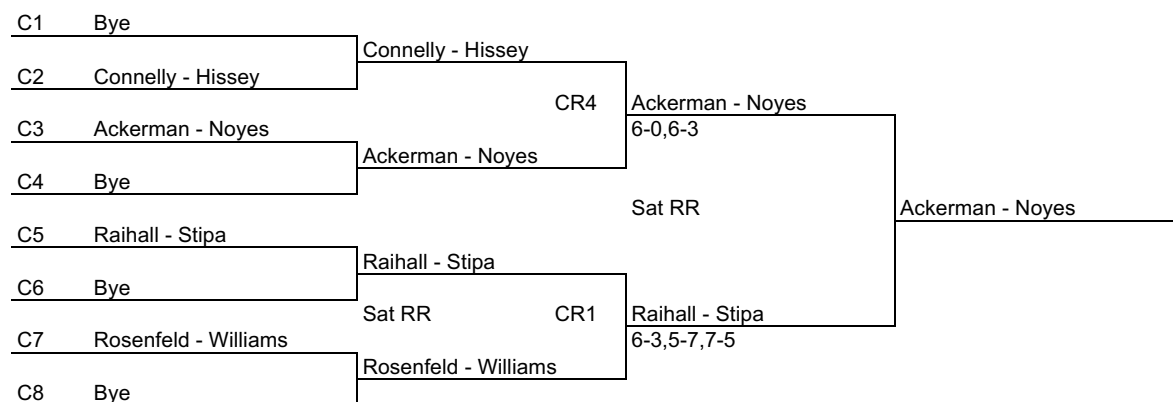 C1 Bye
Connelly - Hissey
C2 Connelly - Hissey
CR4 Ackerman - Noyes
C3 Ackerman - Noyes
6-0,6-3
Ackerman - Noyes
C4 Bye
Sat RR Ackerman - Noyes
C5 Raihall - Stipa
Raihall - Stipa
C6 Bye
Sat RR CR1 Raihall - Stipa
C7 Rosenfeld - Williams
6-3,5-7,7-5
Rosenfeld - Williams
C8 Bye